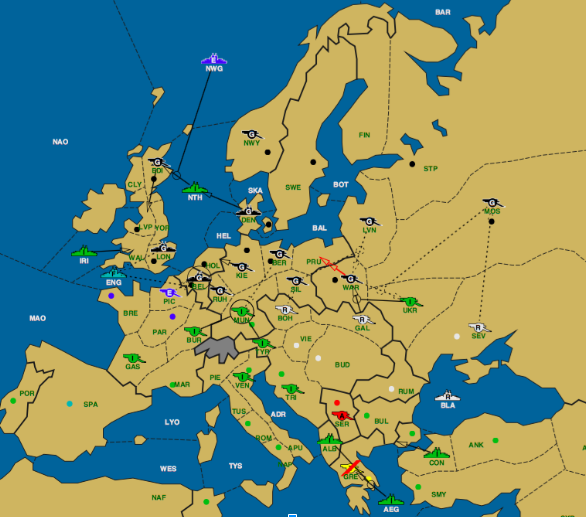 BAR
E
NWG
G
NWY
FIN
NAO
G
EDI
STP
CLY
SWE
BOT
SKA
NTH
G
DEN
G
MOS
LVP
YOR
G
LVN
HEL
BAL
I
IRI
WAL
G
LON
HOL
G
KIE
G
BER
PRU
ENG
G
BEL
G
RUH
G
SIL
G
WAR
E
PIC
I
UKR
MAO
BRE
I
MUN
R
BOH
R
GAL
R
SEV
PAR
I
BUR
I
TYR
VIE
I
GAS
BUD
MAR
PIE
I
VEN
I
TRI
RUM
R
BLA
POR
SPA
TUS
ADR
A
SER
BUL
LYO
ROM
I
ALB
APU
ANK
I
CON
WES
TYS
NAP
GRE
NAF
SMY
I
AEG